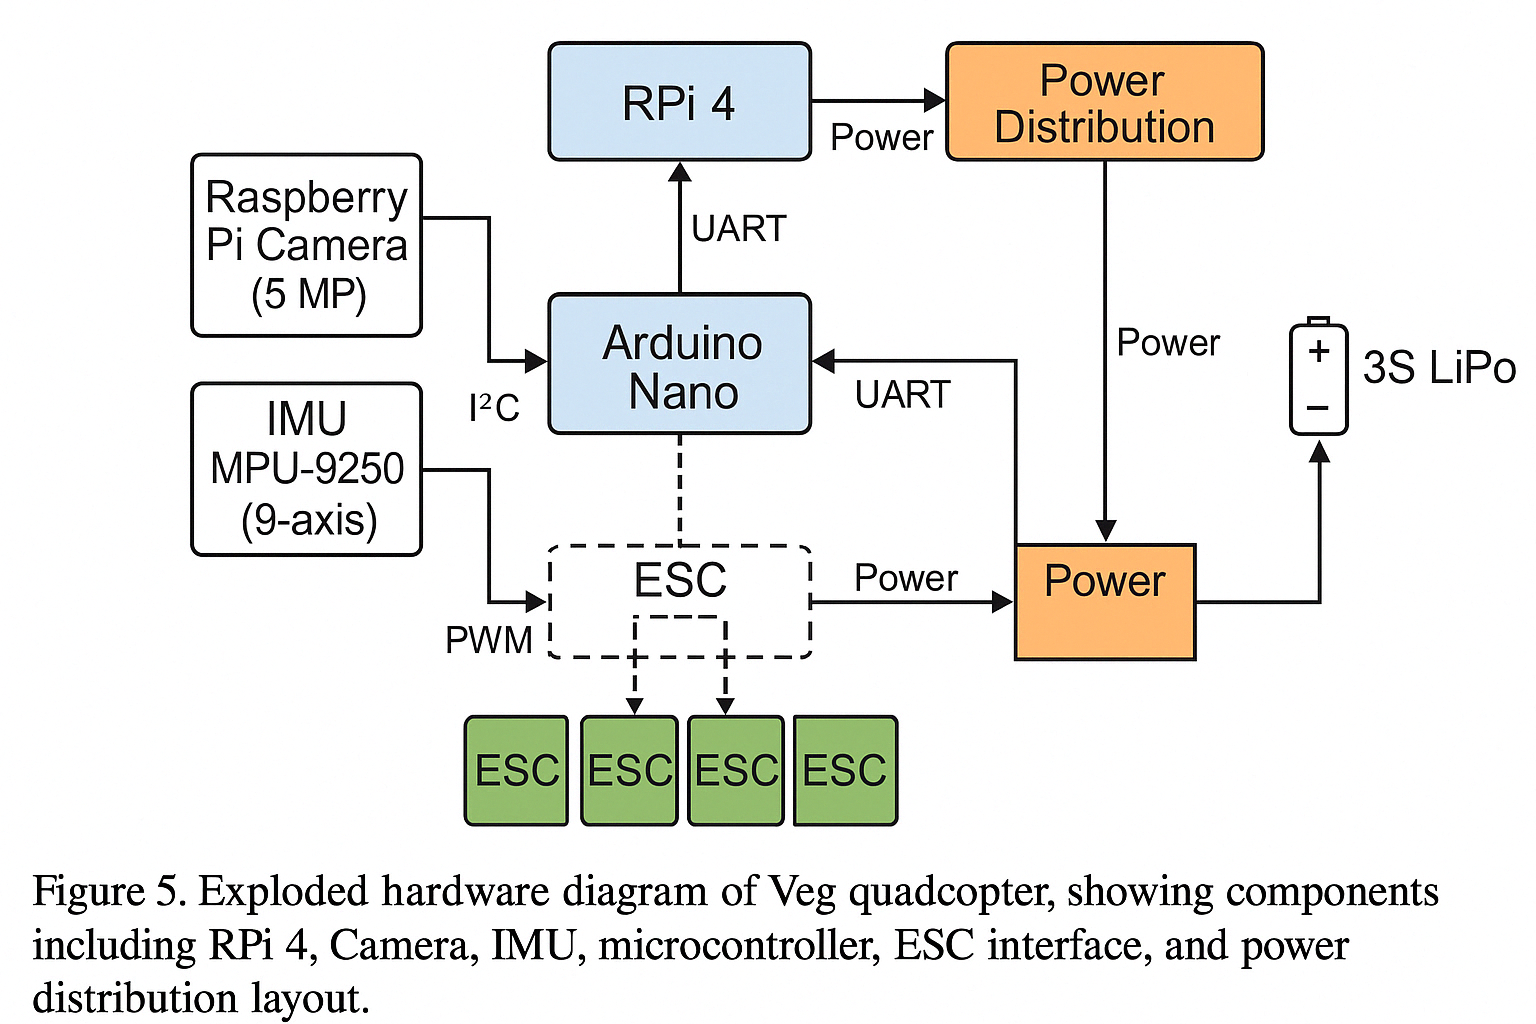 RPi 4
Power
Power
Distribution
Raspberry
Pi Camera
(5 MP)
UART
Arduino
Nano
I²C
UART
Power
+
−
3S LiPo
IMU
MPU-9250
(9-axis)
PWM
ESC
Power
Power
ESC
ESC
ESC
ESC
Figure 5. Exploded hardware diagram of Veg quadcopter, showing components
including RPi 4, Camera, IMU, microcontroller, ESC interface, and power
distribution layout.